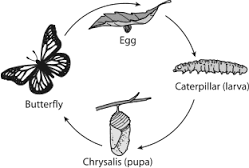 Egg
Caterpillar (larva)
Butterfly
Chrysalis (pupa)